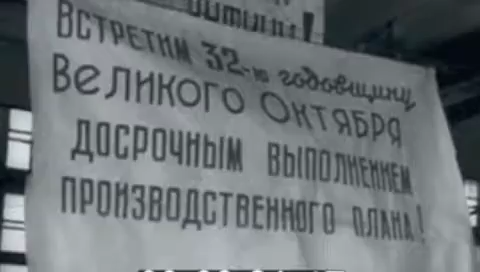 Встретим 32-ю годовщину
Великого Октября
досрочным выполнением
производственного плана!